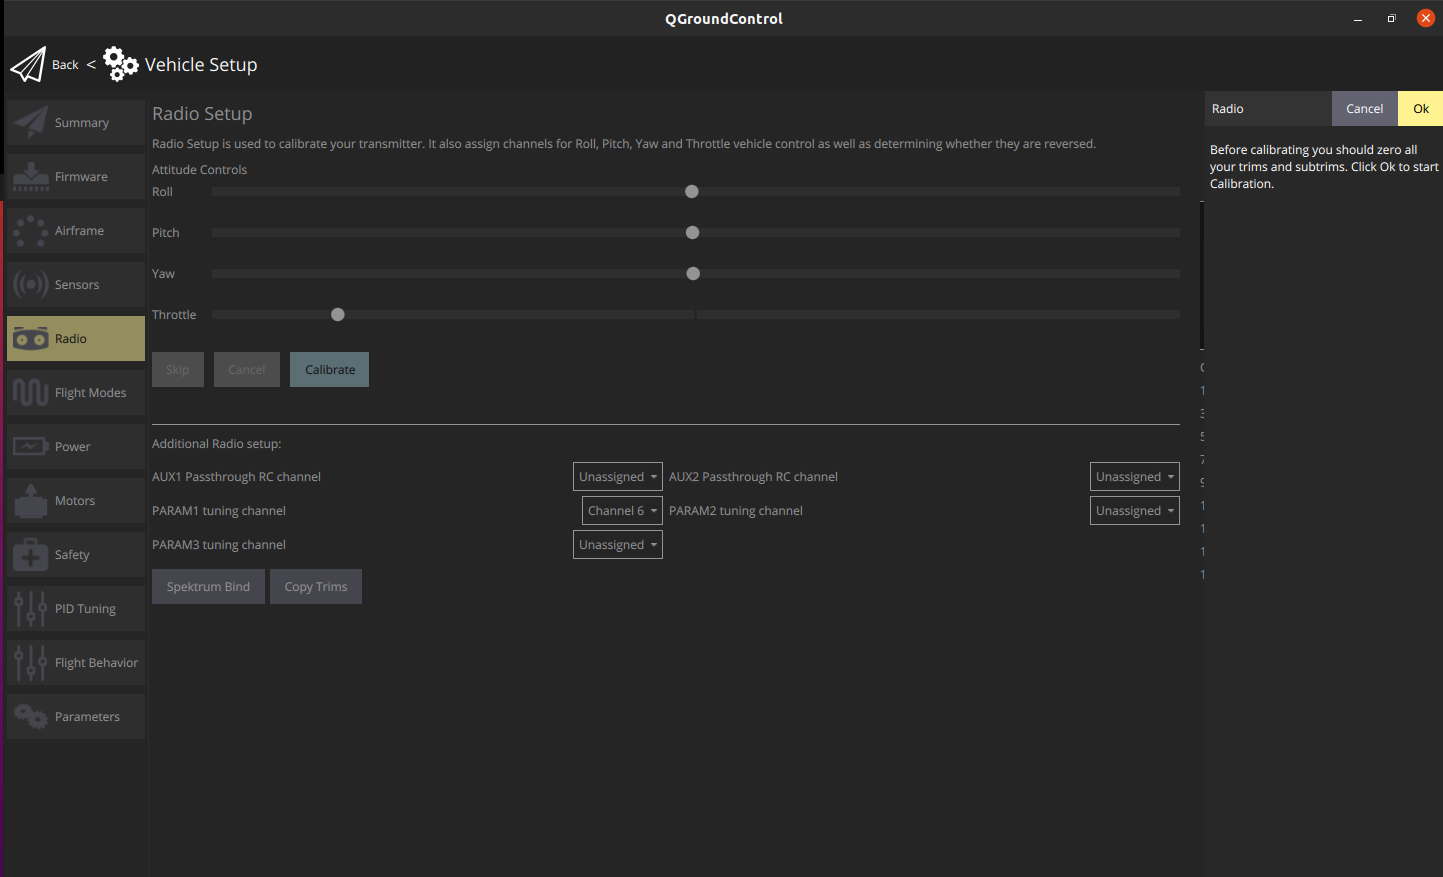 QGroundControl
Back < Vehicle Setup
Summary
Firmware
Airframe
Sensors
Radio
Flight Modes
Power
Motors
Safety
PID Tuning
Flight Behavior
Parameters
Radio Setup
Radio Setup is used to calibrate your transmitter. It also assign channels for Roll, Pitch, Yaw and Throttle vehicle control as well as determining whether they are reversed.
Attitude Controls
Roll
Pitch
Yaw
Throttle
Skip Cancel Calibrate
Additional Radio setup:
AUX1 Passthrough RC channel Unassigned AUX2 Passthrough RC channel Unassigned
PARAM1 tuning channel Channel 6 PARAM2 tuning channel Unassigned
PARAM3 tuning channel Unassigned
Spektrum Bind Copy Trims
Radio Cancel Ok
Before calibrating you should zero all
your trims and subtrims. Click Ok to start
Calibration.